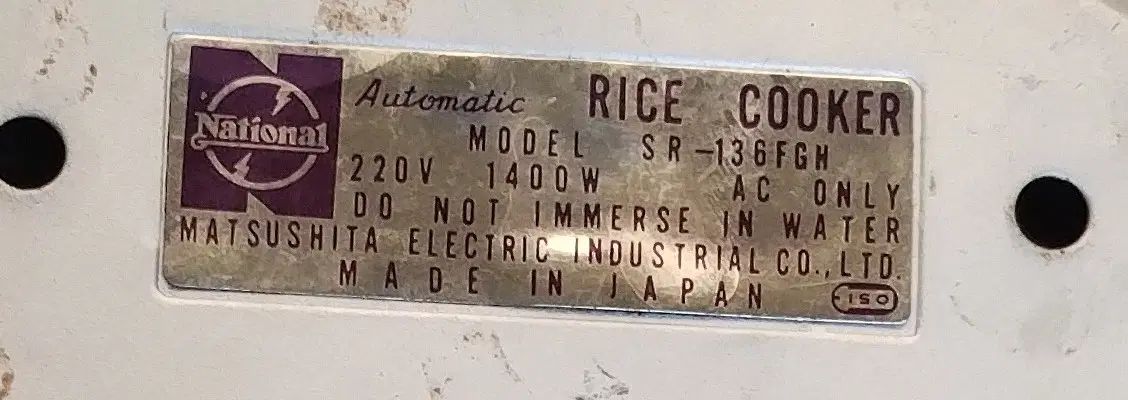 National
Automatic RICE COOKER
MODEL SR-136FGH
220V 1400W AC ONLY
DO NOT IMMERSE IN WATER
MATSUSHITA ELECTRIC INDUSTRIAL CO.,LTD.
MADE IN JAPAN
ISO